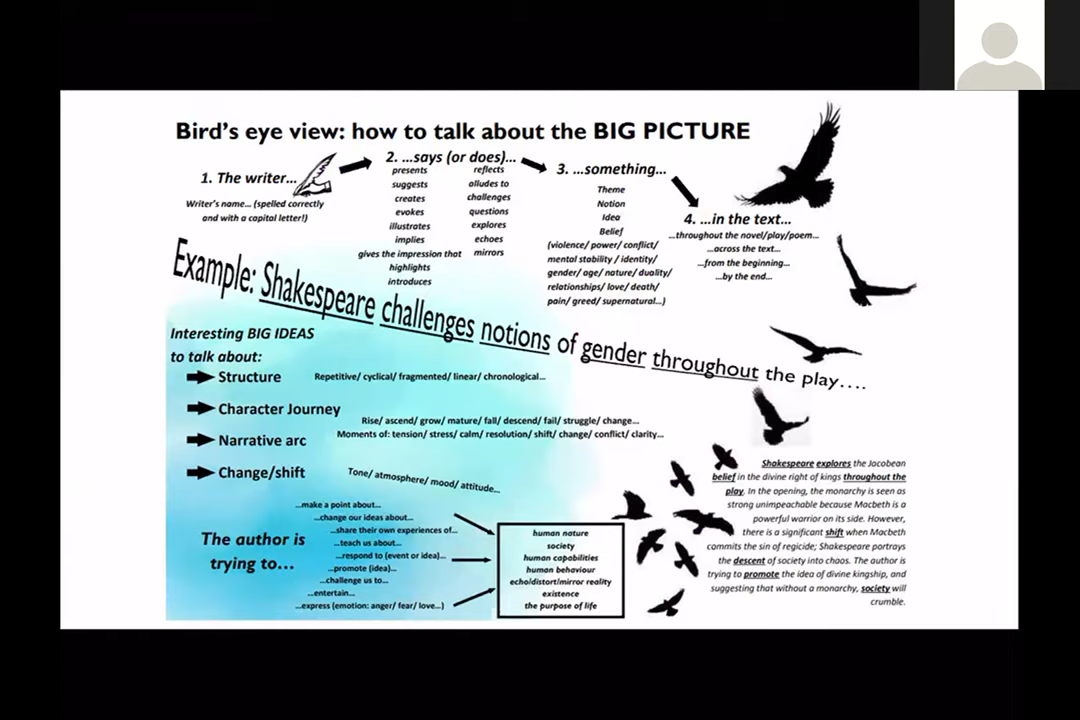 Bird's eye view: how to talk about the BIG PICTURE
1. The writer...
Writer's name... (spelled correctly
and with a capital letter!)
2. ...says (or does)...
presents
suggests
creates
evokes
illustrates
implies
gives the impression that
highlights
introduces
reflects
alludes to
challenges
questions
explores
echoes
mirrors
3. ...something...
Theme
Notion
Idea
Belief
(violence/ power/ conflict/
mental stability / identity/
gender/ age/ nature/ duality/
relationships/ love/ death/
pain/ greed/ supernatural...)
4. ...in the text...
...throughout the novel/play/poem...
...across the text...
...from the beginning...
...by the end...
Example: Shakespeare challenges notions of gender throughout the play....
Interesting BIG IDEAS
to talk about:
Structure
Repetitive/ cyclical/ fragmented/ linear/ chronological...
Character Journey
Rise/ ascend/ grow/ mature/ fall/ descend/ fail/ struggle/ change...
Narrative arc
Moments of: tension/ stress/ calm/ resolution/ shift/ change/ conflict/ clarity...
Change/shift
Tone/ atmosphere/ mood/ attitude...
The author is
trying to...
...make a point about...
...change our ideas about...
...share their own experiences of...
...teach us about...
...respond to (event or idea)...
...promote (idea)...
...challenge us to...
...entertain...
...express (emotion: anger/ fear/ love...)
human nature
society
human capabilities
human behaviour
echo/distort/mirror reality
existence
the purpose of life
Shakespeare explores the Jacobean
belief in the divine right of kings throughout the
play. In the opening, the monarchy is seen as
strong unimpeachable because Macbeth is a
powerful warrior on its side. However,
there is a significant shift when Macbeth
commits the sin of regicide; Shakespeare portrays
the descent of society into chaos. The author is
trying to promote the idea of divine kingship, and
suggesting that without a monarchy, society will
crumble.